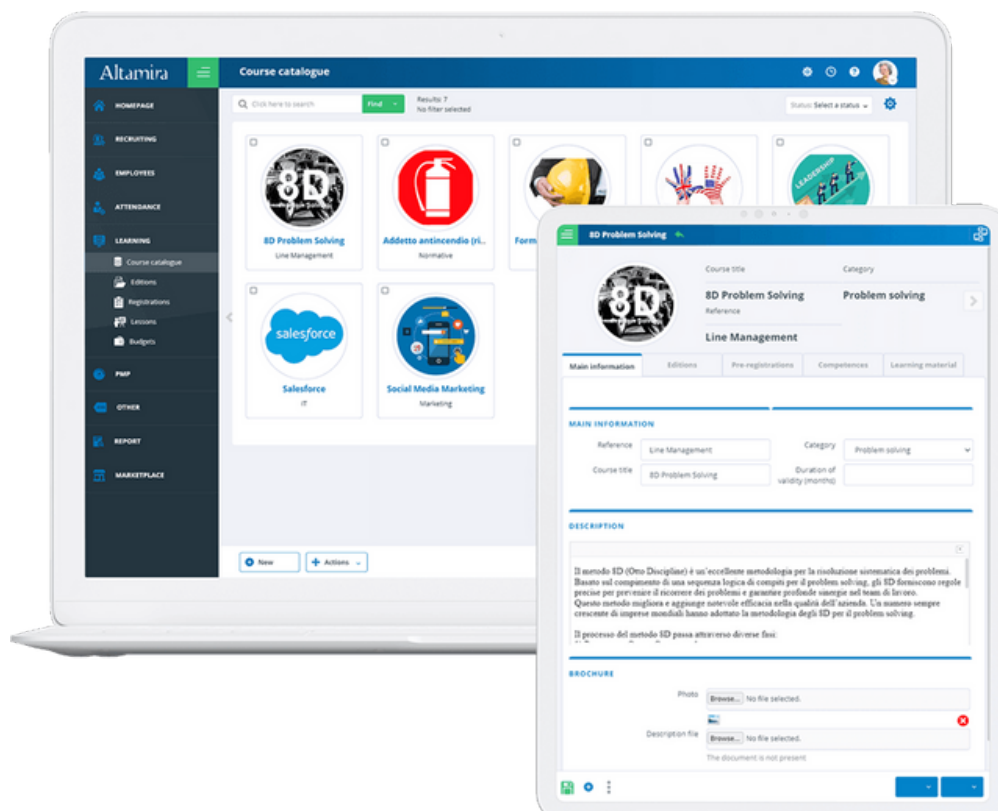 Altamira
Course catalogue
HOMEPAGE
RECRUITING
EMPLOYEES
ATTENDANCE
LEARNING
Course catalogue
Editions
Registrations
Lessons
Budgets
PMP
OTHER
REPORT
MARKETPLACE
Click here to search
Find
Results: 7
No filter selected
Status: Select a status
8D
8D Problem Solving
Line Management
Addetto antincendio (ri..
Normative
Form
LEADERSHIP
salesforce
Salesforce
IT
Social Media Marketing
Marketing
New
Actions
8D Problem Solving
8D
Course title
Category
8D Problem Solving
Problem solving
Reference
Line Management
Main information
Editions
Pre-registrations
Competences
Learning material
MAIN INFORMATION
Reference
Line Management
Category
Problem solving
Course title
8D Problem Solving
Duration of
validity (months)
DESCRIPTION
Il metodo 8D (Otto Discipline) è un'eccellente metodologia per la risoluzione sistematica dei problemi.
Basato sul compimento di una sequenza logica di compiti per il problem solving, gli 8D forniscono regole
precise per prevenire il ricorrere dei problemi e garantire profonde sinergie nel team di lavoro.
Questo metodo migliora e aggiunge notevole efficacia nella qualità dell'azienda. Un numero sempre
crescente di imprese mondiali hanno adottato la metodologia degli 8D per il problem solving.
Il processo del metodo 8D passa attraverso diverse fasi:
BROCHURE
Photo
Browse... No file selected.
Description file
Browse... No file selected.
The document is not present